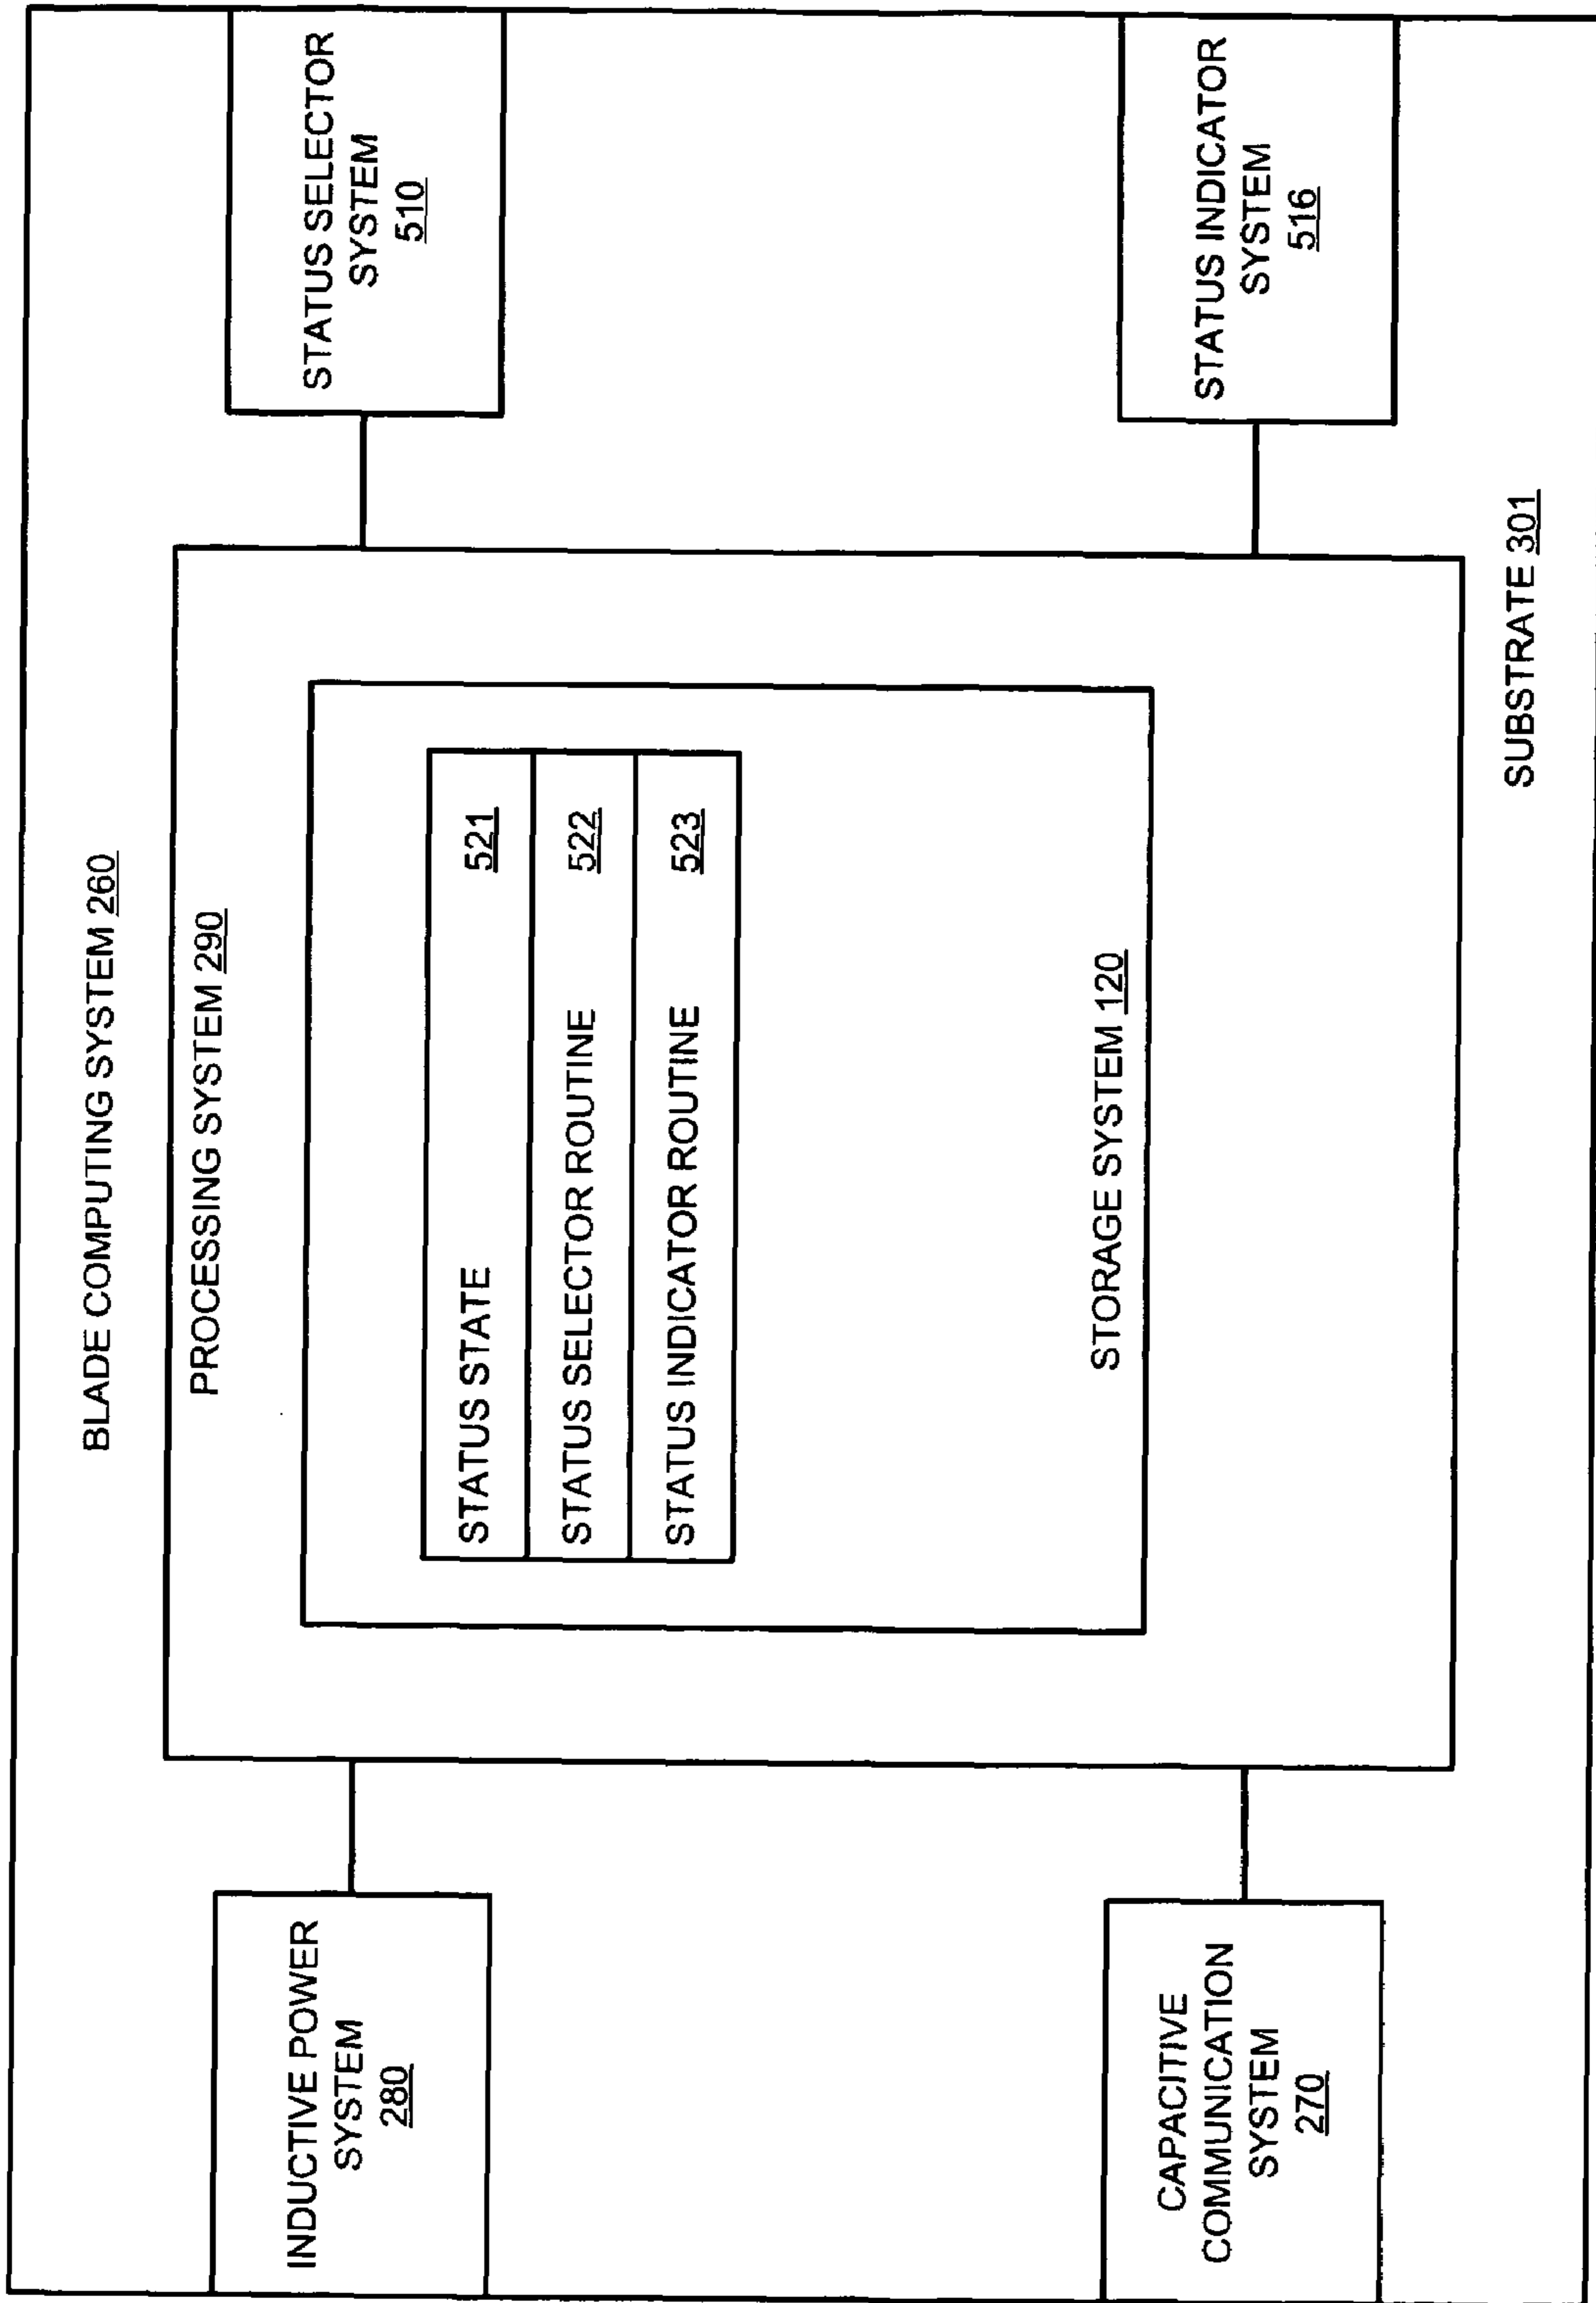 BLADE COMPUTING SYSTEM 260
PROCESSING SYSTEM 290
INDUCTIVE POWER
SYSTEM
280
STATUS SELECTOR
SYSTEM
510
STATUS STATE 521
STATUS SELECTOR ROUTINE 522
STATUS INDICATOR ROUTINE 523
STORAGE SYSTEM 120
CAPACITIVE
COMMUNICATION
SYSTEM
270
STATUS INDICATOR
SYSTEM
516
SUBSTRATE 301